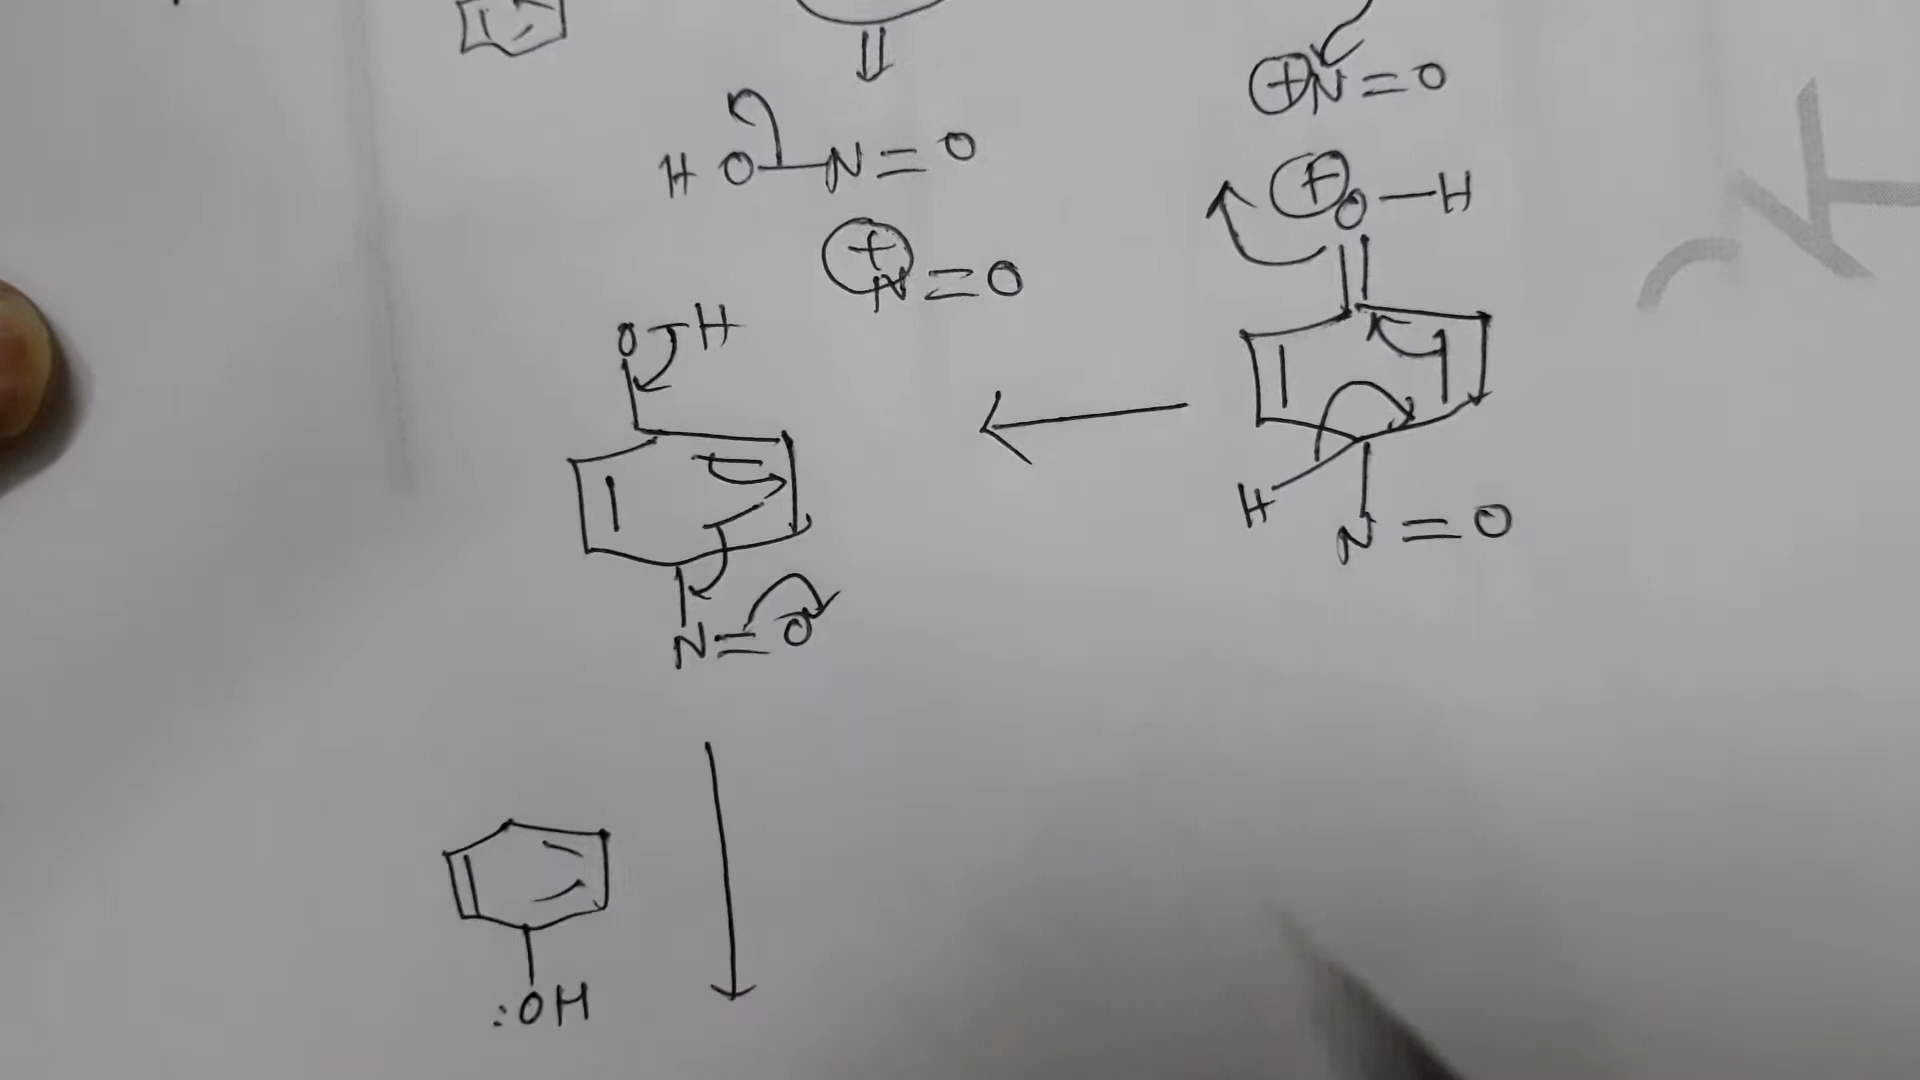 ⊕N=O
H O—N=O
⊕O—H
⊕N=O
O H
H
N=O
N=O
:OH